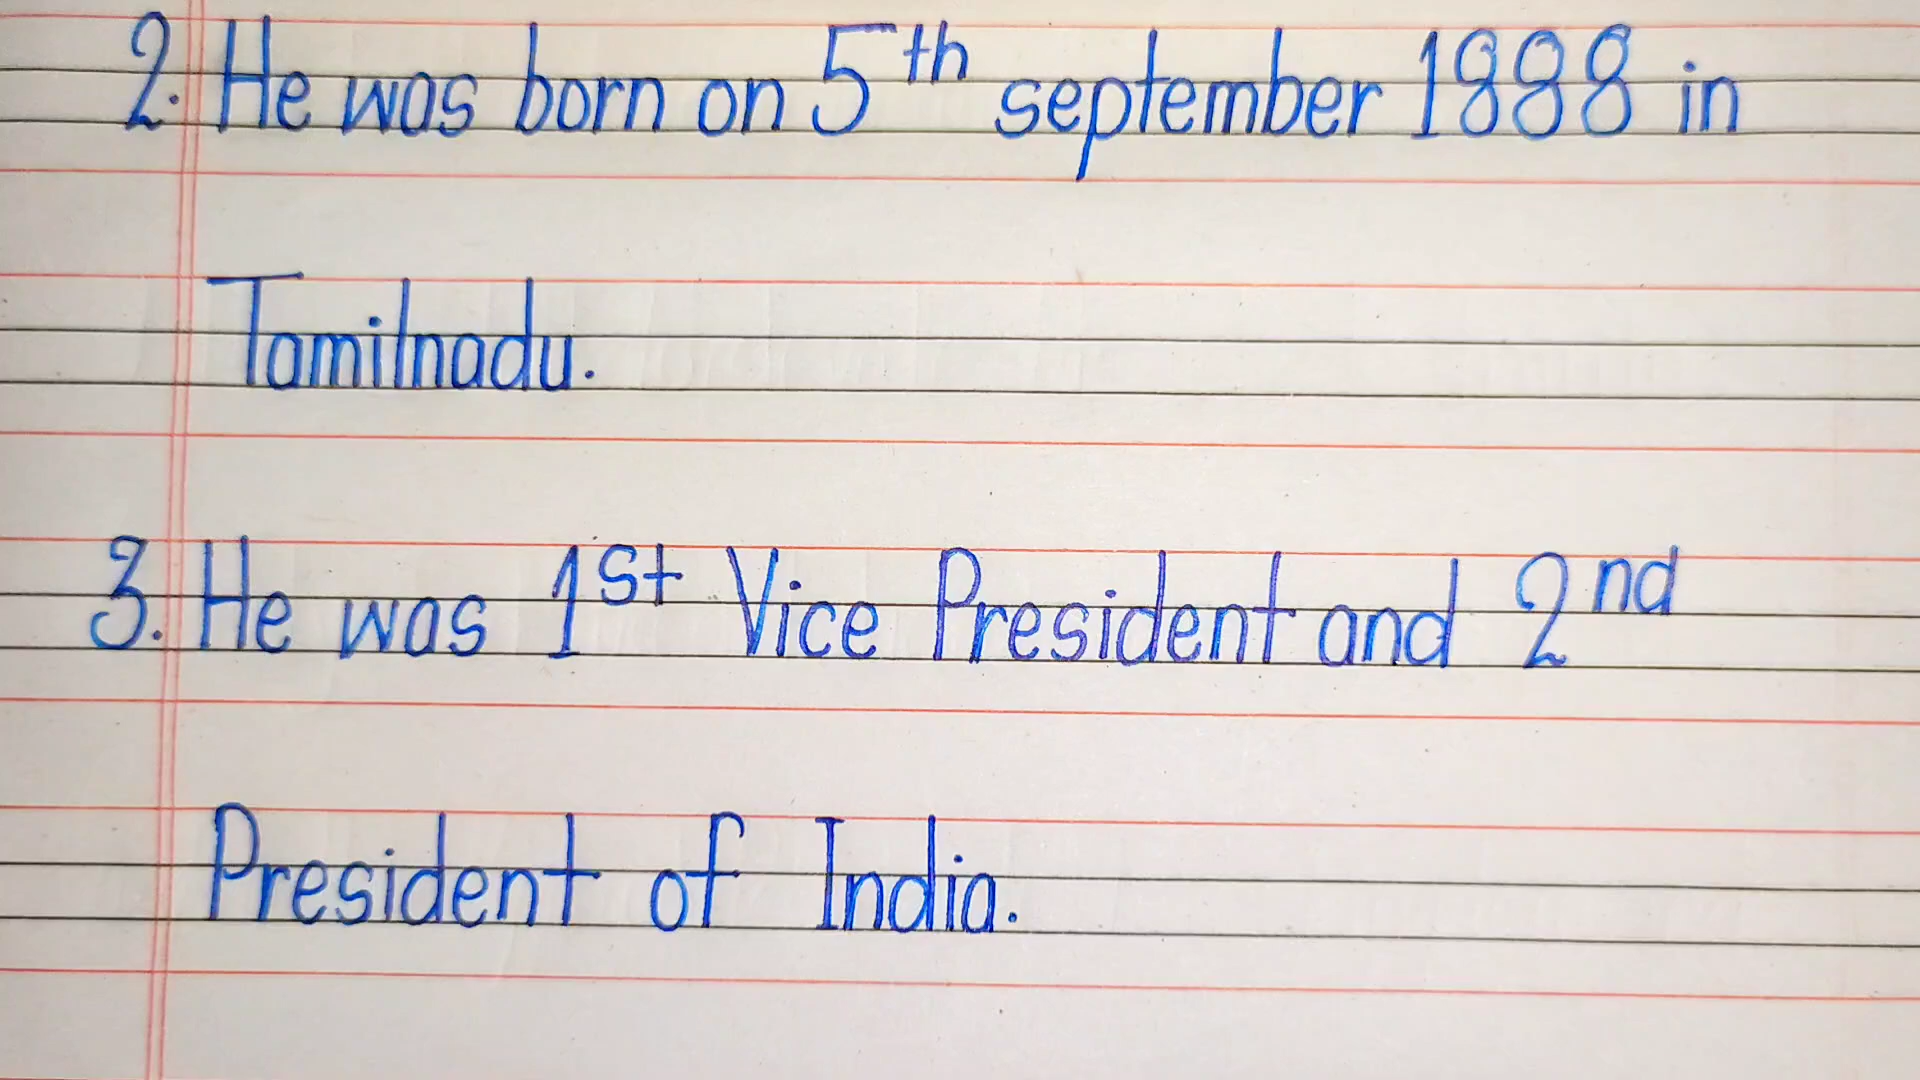 2. He was born on 5th september 1888 in
Tamilnadu.
3. He was 1st Vice President and 2nd
President of India.